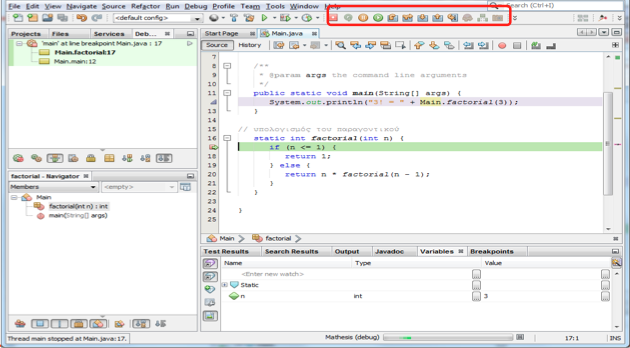 File Edit View Navigate Source Refactor Run Debug Profile Team Tools Window Help
Search (Ctrl+I)
<default config>
Projects Files Services Deb...
'main' at line breakpoint Main.java : 17
Main.factorial:17
Main.main:12
factorial - Navigator
Members <empty>
Main
factorial(int n) : int
main(String[] args)
Thread main stopped at Main.java:17.
Start Page Main.java
Source History
7
8 /**
9 * @param args the command line arguments
10 */
11 public static void main(String[] args) {
System.out.println("3! = " + Main.factorial(3));
13 }
14
15 // υπολογισμός του παραγοντικού
16 static int factorial(int n) {
if (n <= 1) {
18 return 1;
19 } else {
20 return n * factorial(n - 1);
21 }
22 }
23
24 }
25
Main factorial
Test Results Search Results Output Javadoc Variables Breakpoints
Name Type Value
<Enter new watch>
Static
n int 3
Mathesis (debug) 17:1 INS